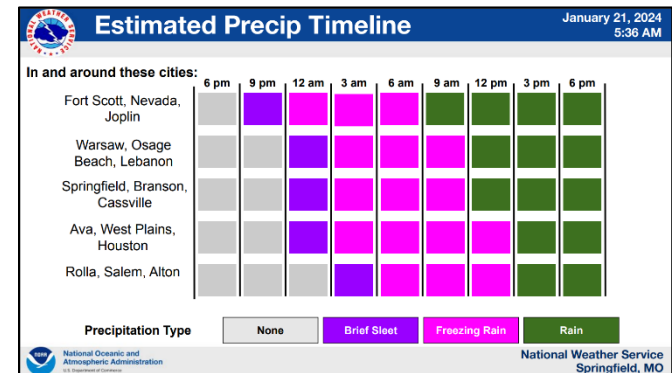 Estimated Precip Timeline
January 21, 2024
5:36 AM
In and around these cities:
6 pm 9 pm 12 am 3 am 6 am 9 am 12 pm 3 pm 6 pm
Fort Scott, Nevada,
Joplin
Warsaw, Osage
Beach, Lebanon
Springfield, Branson,
Cassville
Ava, West Plains,
Houston
Rolla, Salem, Alton
Precipitation Type
None
Brief Sleet
Freezing Rain
Rain
National Oceanic and
Atmospheric Administration
U.S. Department of Commerce
National Weather Service
Springfield, MO